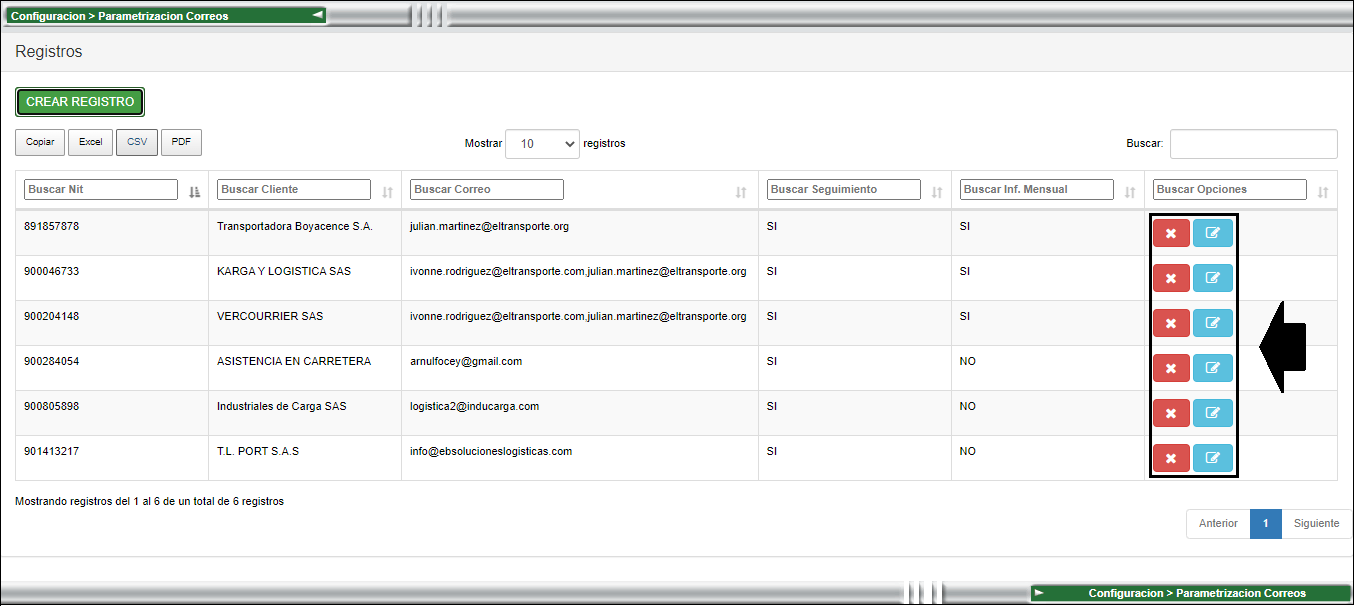 Configuracion > Parametrizacion Correos
Registros
CREAR REGISTRO
Copiar Excel CSV PDF Mostrar 10 registros Buscar:
Buscar Nit Buscar Cliente Buscar Correo Buscar Seguimiento Buscar Inf. Mensual Buscar Opciones
891857878 Transportadora Boyacence S.A. julian.martinez@eltransporte.org SI SI
900046733 KARGA Y LOGISTICA SAS ivonne.rodriguez@eltransporte.com,julian.martinez@eltransporte.org SI SI
900204148 VERCOURRIER SAS ivonne.rodriguez@eltransporte.com,julian.martinez@eltransporte.org SI SI
900284054 ASISTENCIA EN CARRETERA arnulfocey@gmail.com SI NO
900805898 Industriales de Carga SAS logistica2@inducarga.com SI NO
901413217 T.L. PORT S.A.S info@ebsolucioneslogisticas.com SI NO
Mostrando registros del 1 al 6 de un total de 6 registros
Anterior 1 Siguiente
Configuracion > Parametrizacion Correos